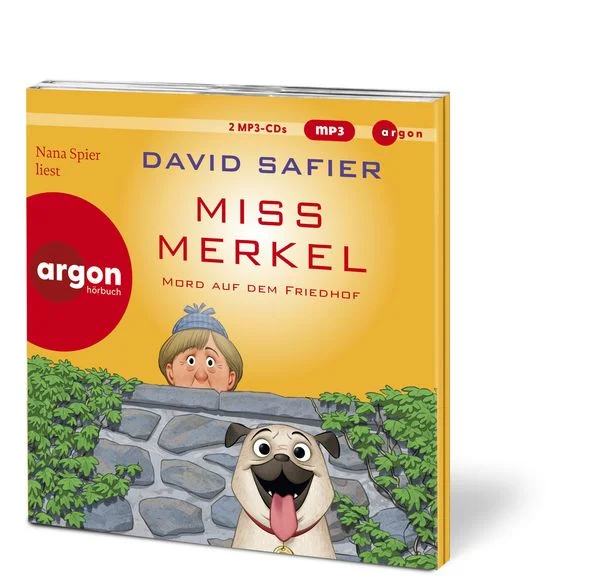 2 MP3-CDs mp3 argon
Nana Spier
liest
DAVID SAFIER
MISS
MERKEL
MORD AUF DEM FRIEDHOF
argon
hörbuch